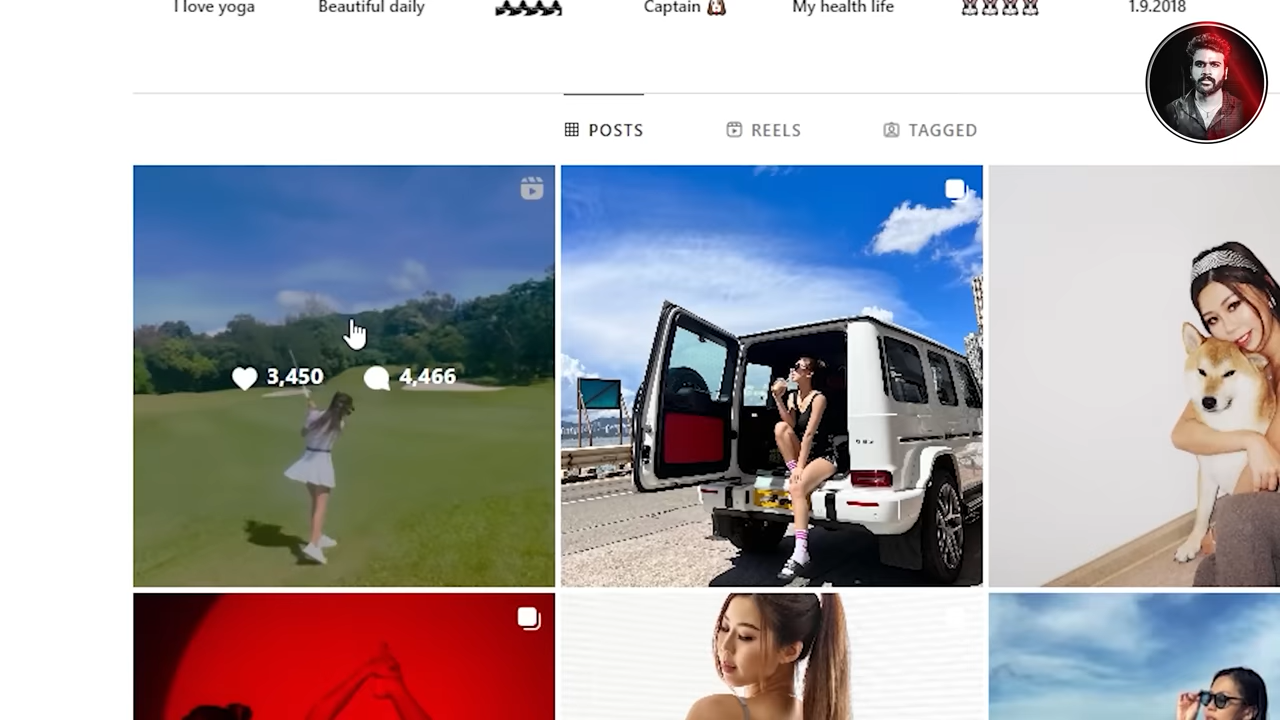 I love yoga
Beautiful daily
Captain
My health life
1.9.2018
POSTS
REELS
TAGGED
3,450
4,466